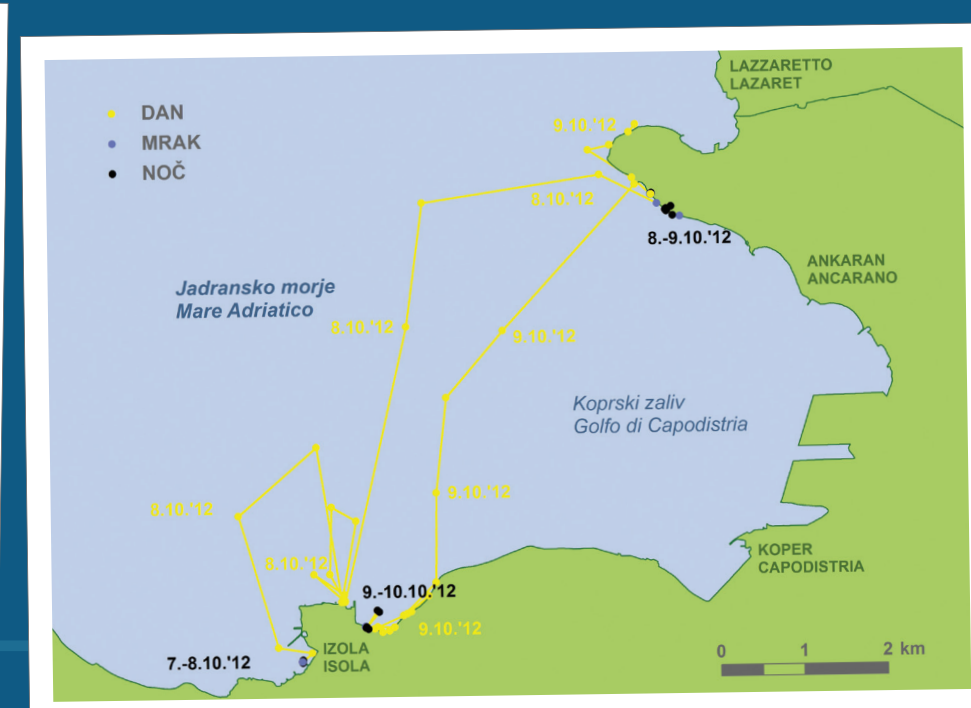 LAZZARETTO
LAZARET
DAN
MRAK
NOČ
9.10.'12
8.10.'12
8.-9.10.'12
ANKARAN
ANCARANO
Jadransko morje
Mare Adriatico
8.10.'12
9.10.'12
Koprski zaliv
Golfo di Capodistria
8.10.'12
9.10.'12
8.10.'12
KOPER
CAPODISTRIA
9.-10.10.'12
9.10.'12
IZOLA
ISOLA
7.-8.10.'12
0 1 2 km